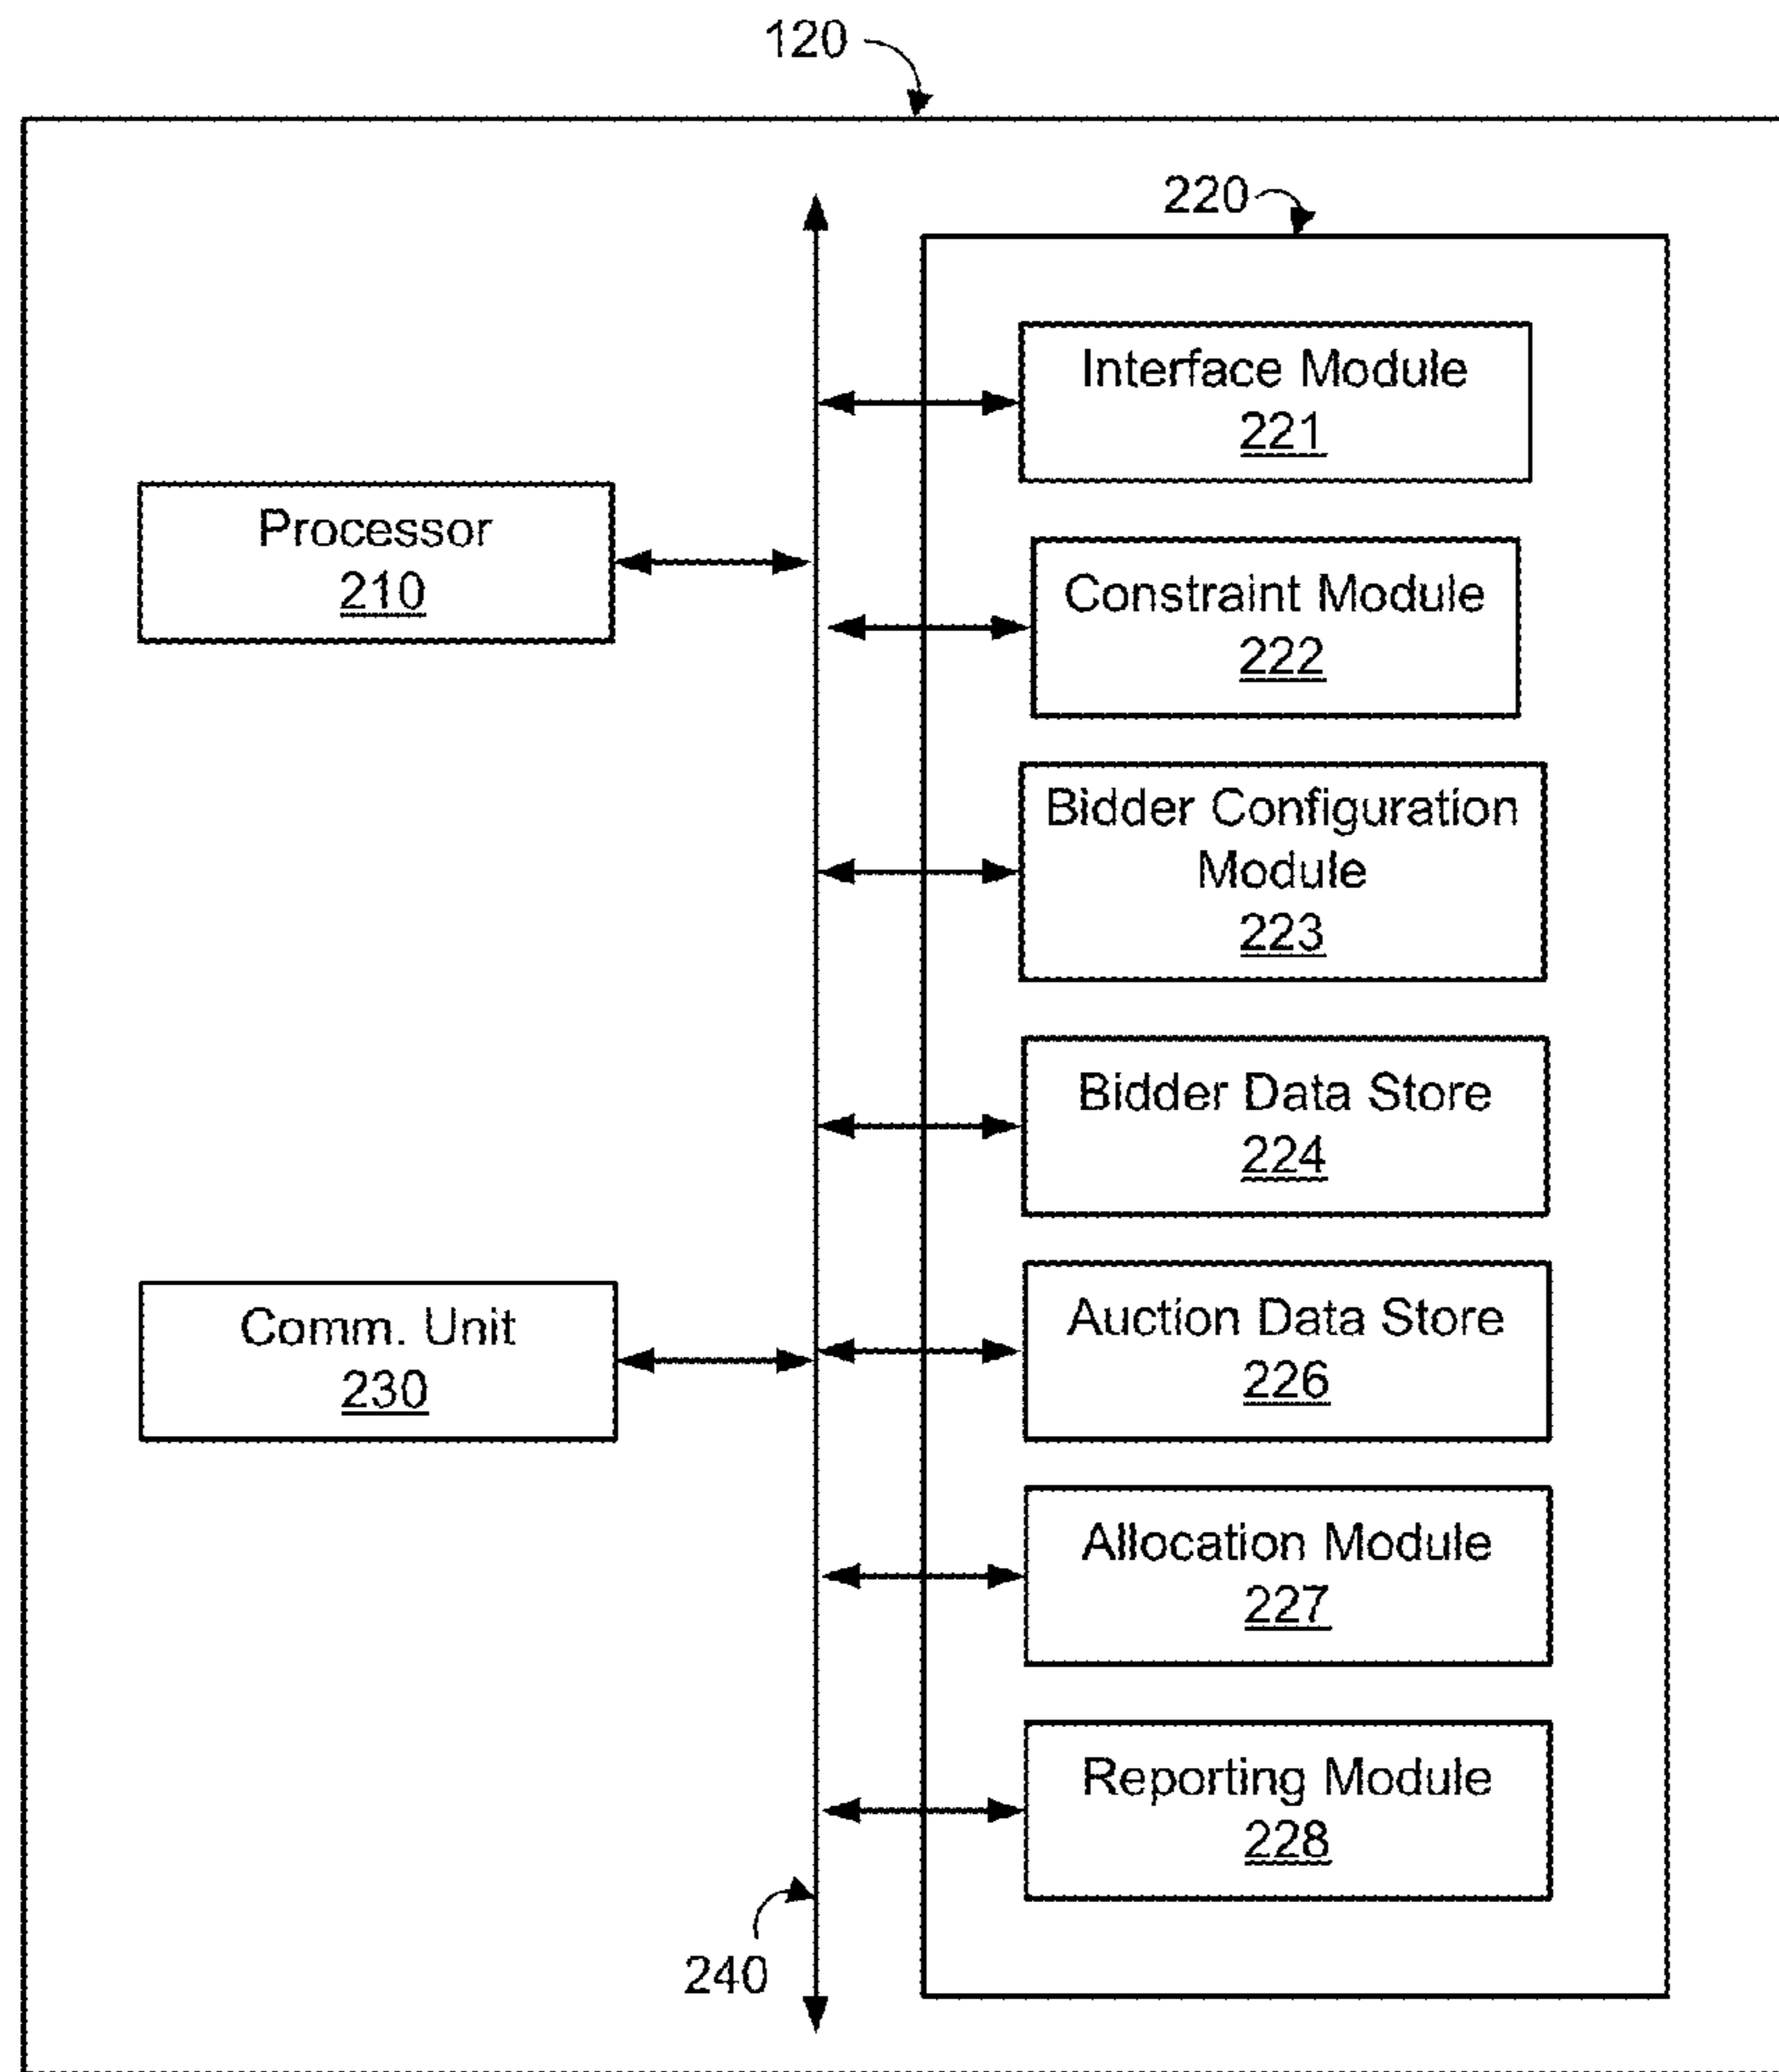 120
220
Interface Module
221
Processor
210
Constraint Module
222
Bidder Configuration
Module
223
Bidder Data Store
224
Comm. Unit
230
Auction Data Store
226
Allocation Module
227
Reporting Module
228
240